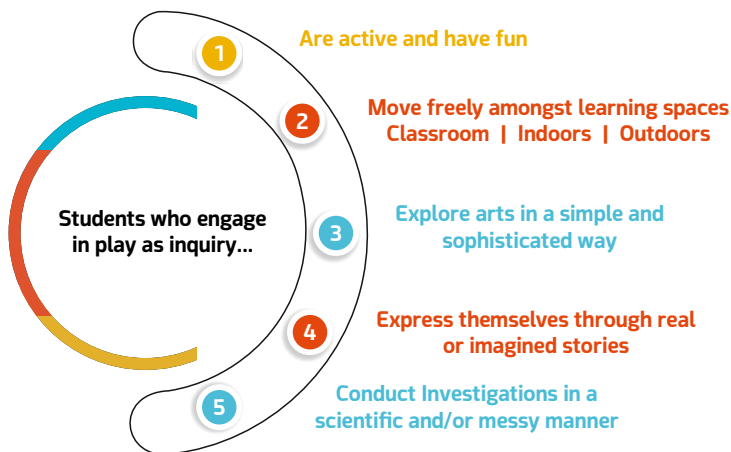 Students who engage
in play as inquiry...
1
Are active and have fun
2
Move freely amongst learning spaces
Classroom | Indoors | Outdoors
3
Explore arts in a simple and
sophisticated way
4
Express themselves through real
or imagined stories
5
Conduct Investigations in a
scientific and/or messy manner